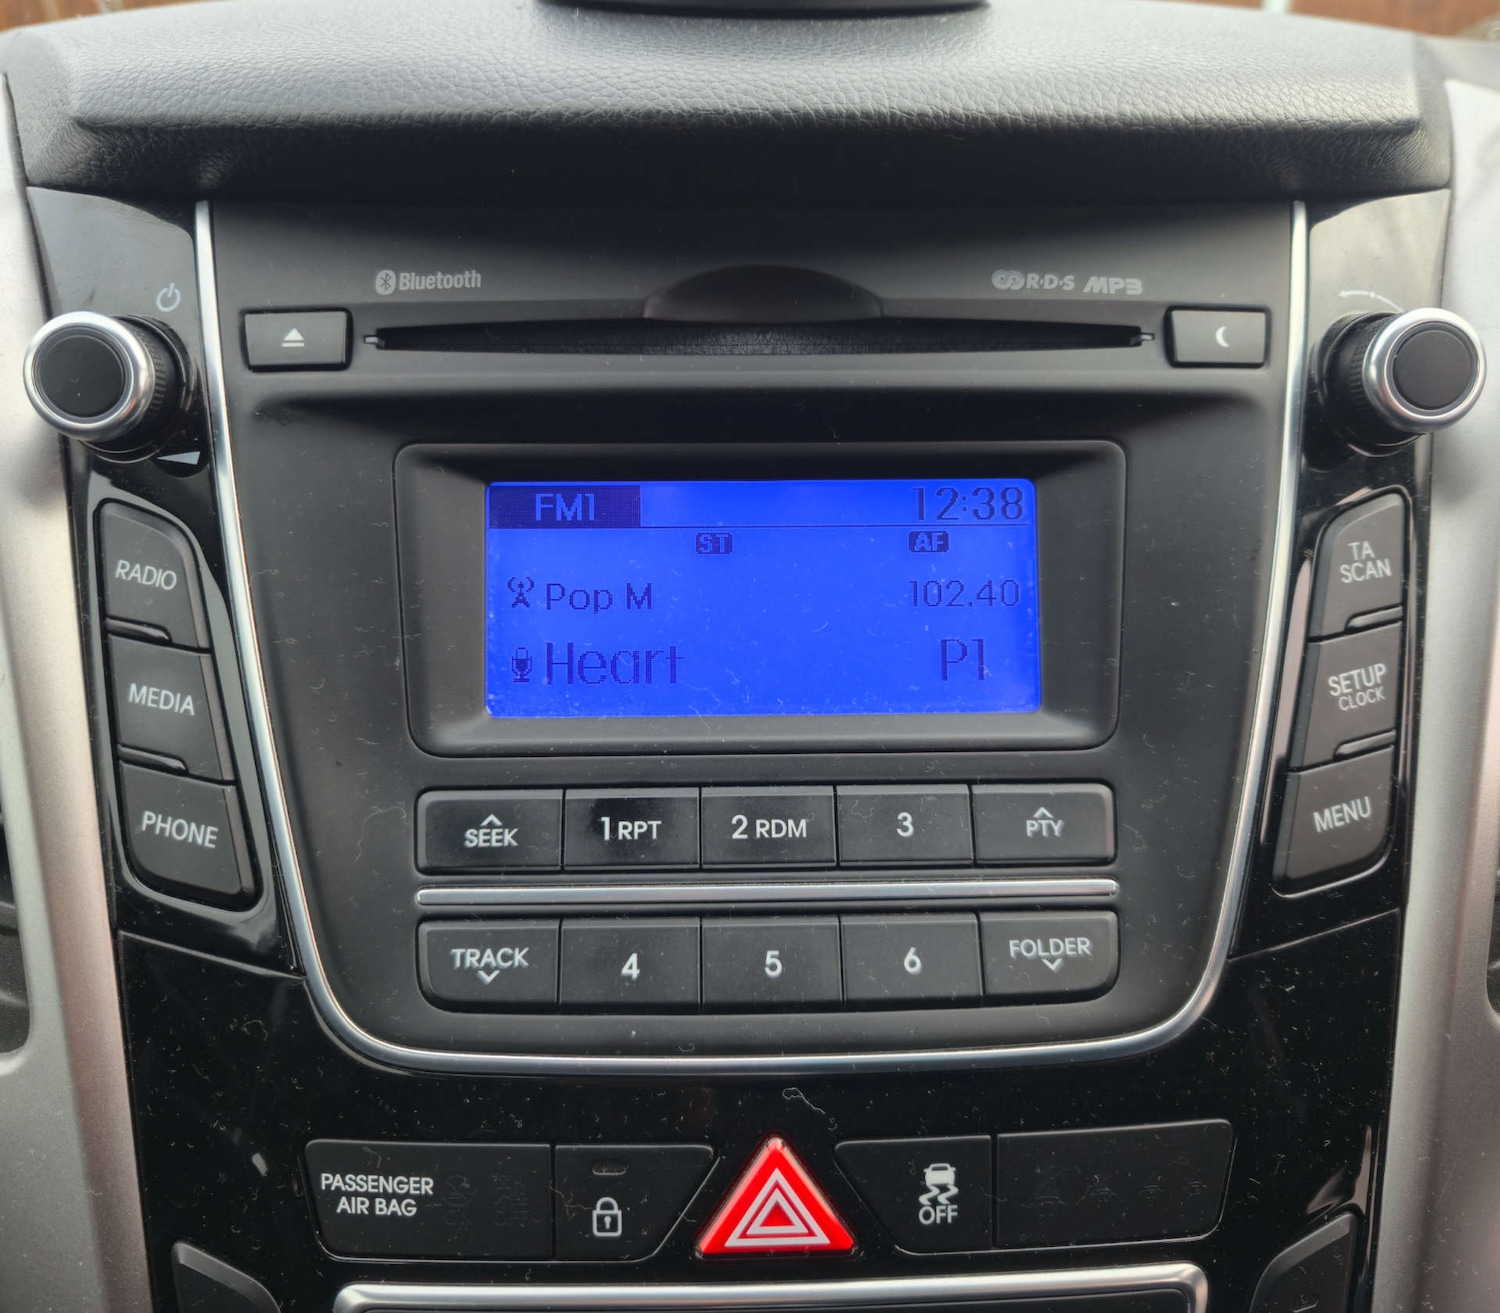 Bluetooth
R·D·S MP3
FM1 12:38
ST AF
Pop M 102.40
Heart P1
RADIO
MEDIA
PHONE
TA
SCAN
SETUP
CLOCK
MENU
SEEK 1 RPT 2 RDM 3 PTY
TRACK 4 5 6 FOLDER
PASSENGER
AIR BAG
OFF